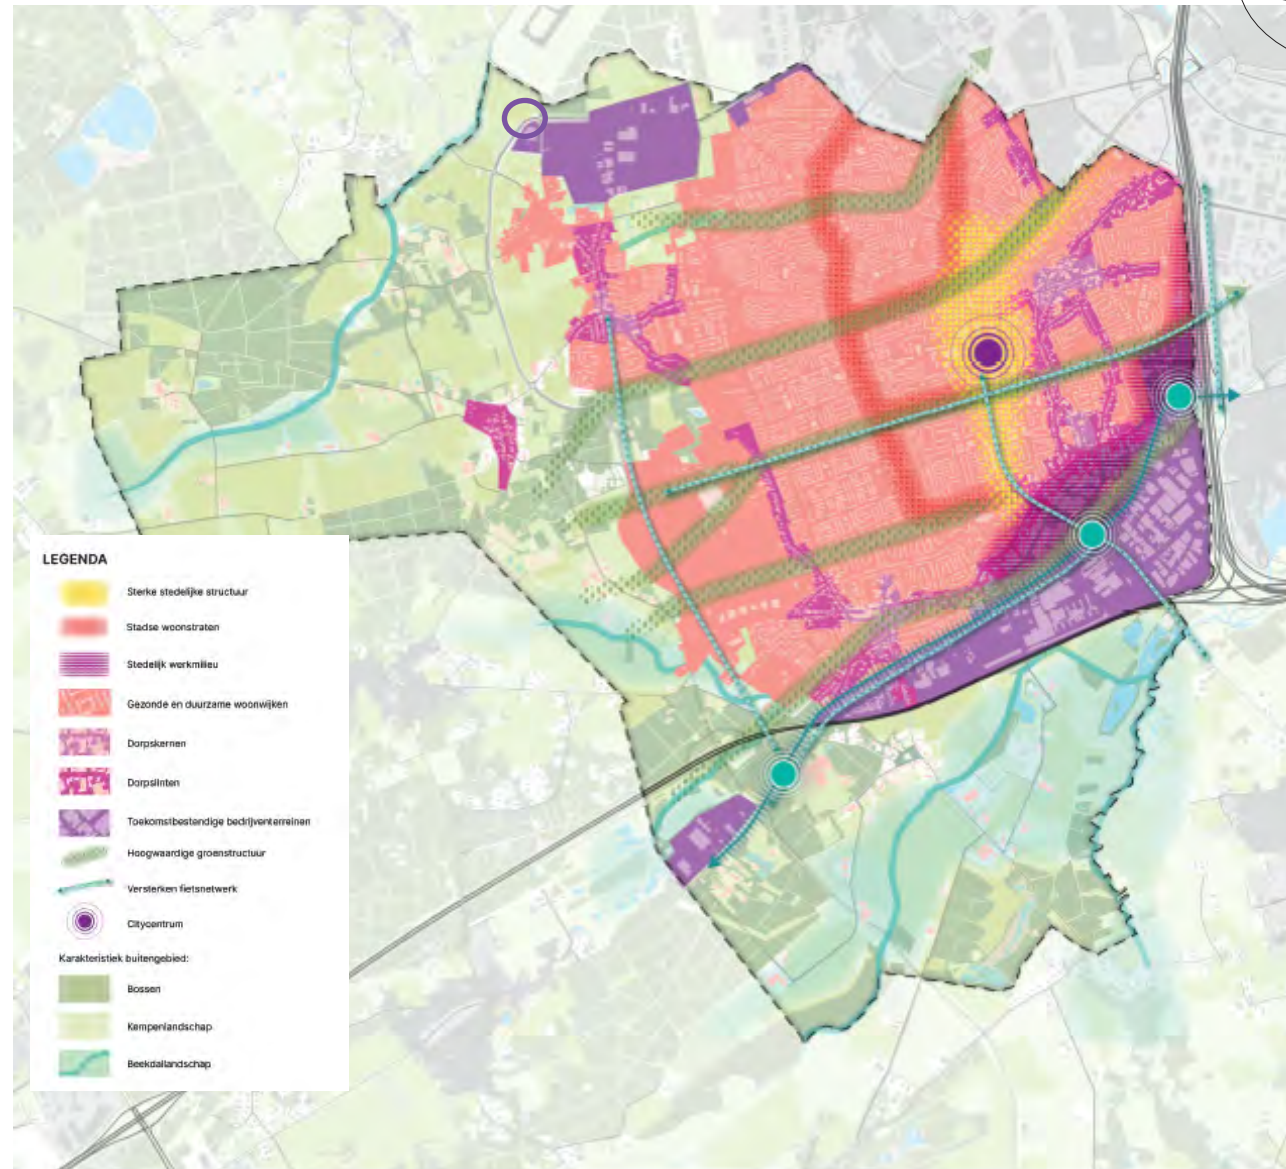 LEGENDA
Sterke stedelijke structuur
Stadse woonstraten
Stedelijk werkmilieu
Gezonde en duurzame woonwijken
Dorpskernen
Dorpslinten
Toekomstbestendige bedrijventerreinen
Hoogwaardige groenstructuur
Versterken fietsnetwerk
Citycentrum
Karakteristiek buitengebied:
Bossen
Kempenlandschap
Beekdallandschap